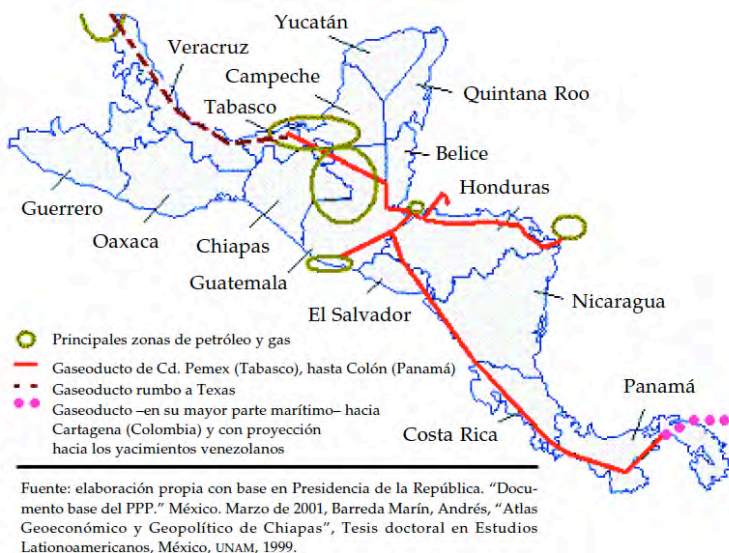 Yucatán
Veracruz
Campeche
Quintana Roo
Tabasco
Belice
Honduras
Guerrero
Oaxaca
Chiapas
Guatemala
El Salvador
Nicaragua
Principales zonas de petróleo y gas
Gaseoducto de Cd. Pemex (Tabasco), hasta Colón (Panamá)
Gaseoducto rumbo a Texas
Gaseoducto –en su mayor parte marítimo– hacia
Cartagena (Colombia) y con proyección
hacia los yacimientos venezolanos
Panamá
Costa Rica
Fuente: elaboración propia con base en Presidencia de la República. “Docu-
mento base del PPP.” México. Marzo de 2001, Barreda Marín, Andrés, “Atlas
Geoeconómico y Geopolítico de Chiapas”, Tesis doctoral en Estudios
Lationoamericanos, México, UNAM, 1999.